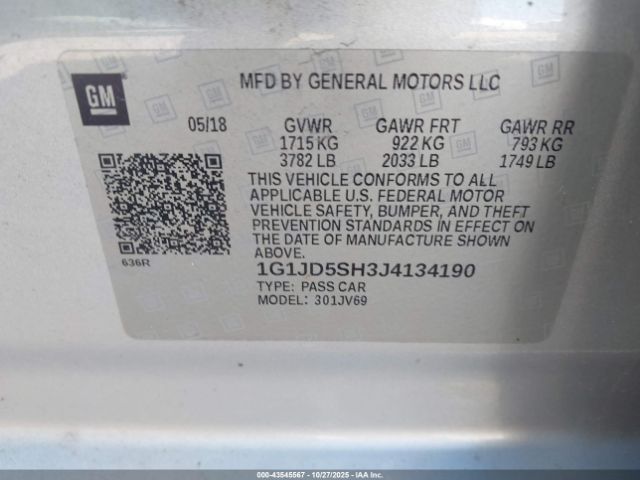 GM
MFD BY GENERAL MOTORS LLC
05/18 GVWR GAWR FRT GAWR RR
1715 KG 922 KG 793 KG
3782 LB 2033 LB 1749 LB
THIS VEHICLE CONFORMS TO ALL
APPLICABLE U.S. FEDERAL MOTOR
VEHICLE SAFETY, BUMPER, AND THEFT
PREVENTION STANDARDS IN EFFECT ON
THE DATE OF MANUFACTURE SHOWN
ABOVE.
636R
1G1JD5SH3J4134190
TYPE: PASS CAR
MODEL: 301JV69
000-43545567 | 10/27/2025 | IAAI.com